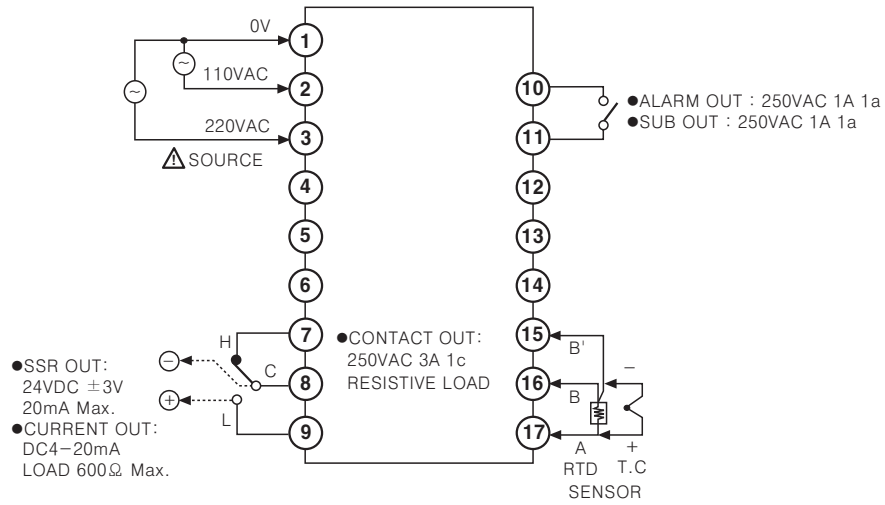 0V
1
110VAC
2
220VAC
3
⚠ SOURCE
4
5
6
10
●ALARM OUT : 250VAC 1A 1a
●SUB OUT : 250VAC 1A 1a
11
12
13
14
H
7
C
8
L
9
●SSR OUT:
24VDC ±3V
20mA Max.
●CURRENT OUT:
DC4-20mA
LOAD 600Ω Max.
●CONTACT OUT:
250VAC 3A 1c
RESISTIVE LOAD
15
B'
16
B
17
A
RTD
−
+
T.C
SENSOR